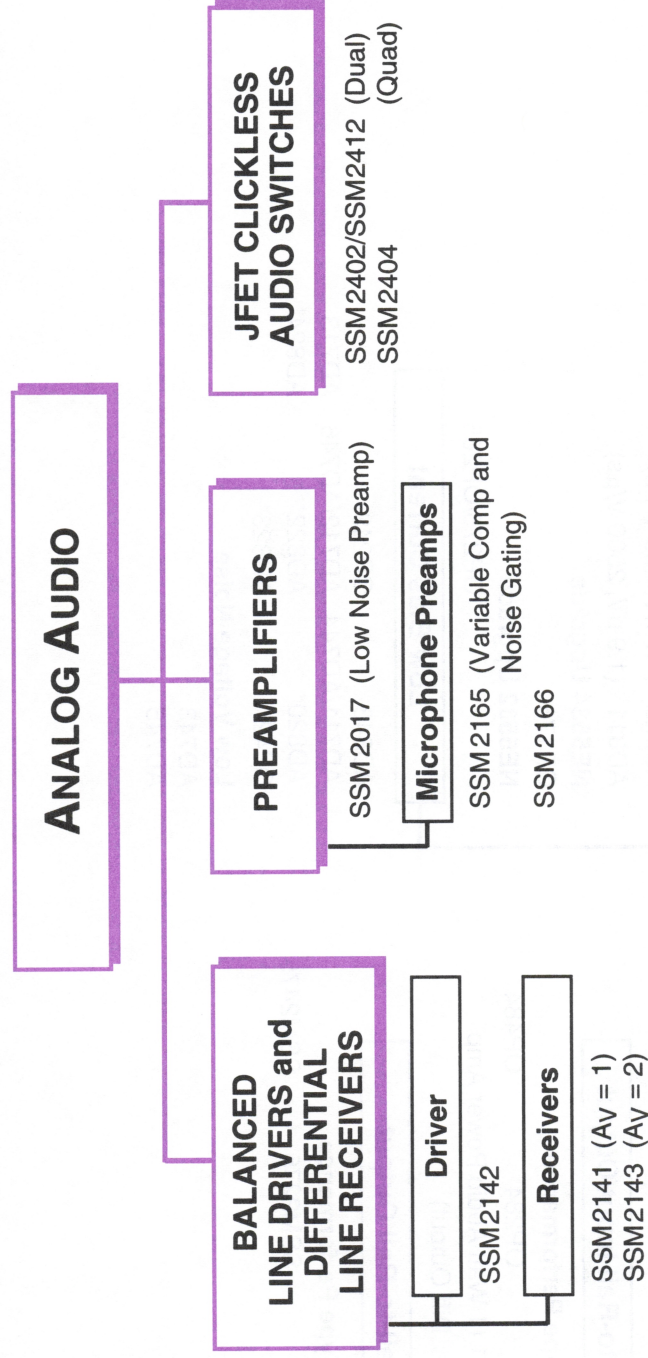 ANALOG AUDIO
BALANCED
LINE DRIVERS and
DIFFERENTIAL
LINE RECEIVERS
Driver
SSM2142
Receivers
SSM2141 (AV = 1)
SSM2143 (AV = 2)
PREAMPLIFIERS
SSM2017 (Low Noise Preamp)
Microphone Preamps
SSM2165 (Variable Comp and
Noise Gating)
SSM2166
JFET CLICKLESS
AUDIO SWITCHES
SSM2402/SSM2412 (Dual)
SSM2404 (Quad)